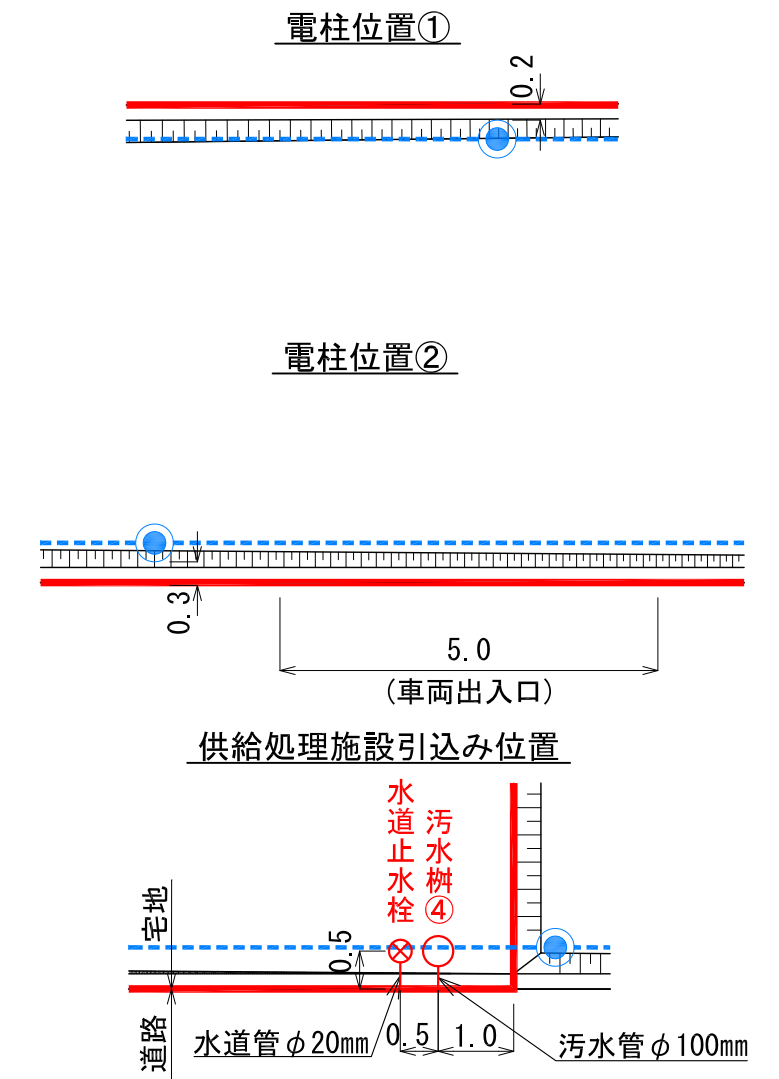 電柱位置①
0.2
電柱位置②
0.3
5.0
(車両出入口)
供給処理施設引込み位置
水道止水栓
汚水桝④
宅地
0.5
道路
水道管φ20mm
0.5
1.0
汚水管φ100mm